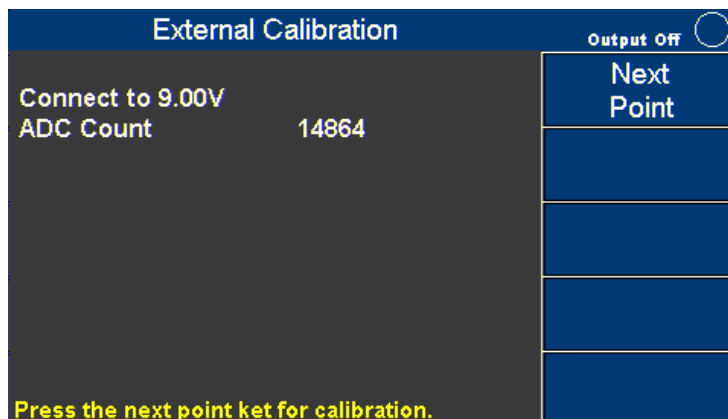 External Calibration
Output Off
Connect to 9.00V
ADC Count 14864
Next
Point
Press the next point ket for calibration.